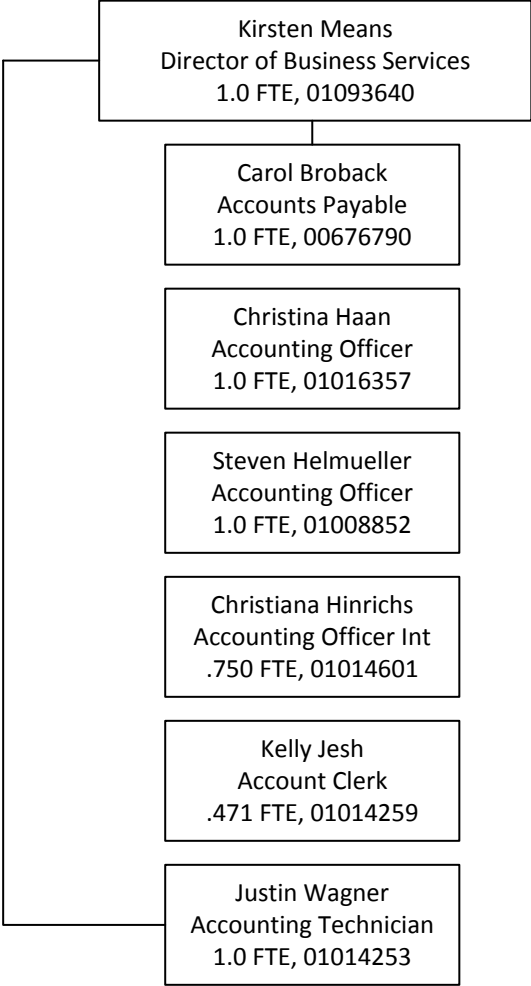 Kirsten Means
Director of Business Services
1.0 FTE, 01093640
Carol Broback
Accounts Payable
1.0 FTE, 00676790
Christina Haan
Accounting Officer
1.0 FTE, 01016357
Steven Helmueller
Accounting Officer
1.0 FTE, 01008852
Christiana Hinrichs
Accounting Officer Int
.750 FTE, 01014601
Kelly Jesh
Account Clerk
.471 FTE, 01014259
Justin Wagner
Accounting Technician
1.0 FTE, 01014253